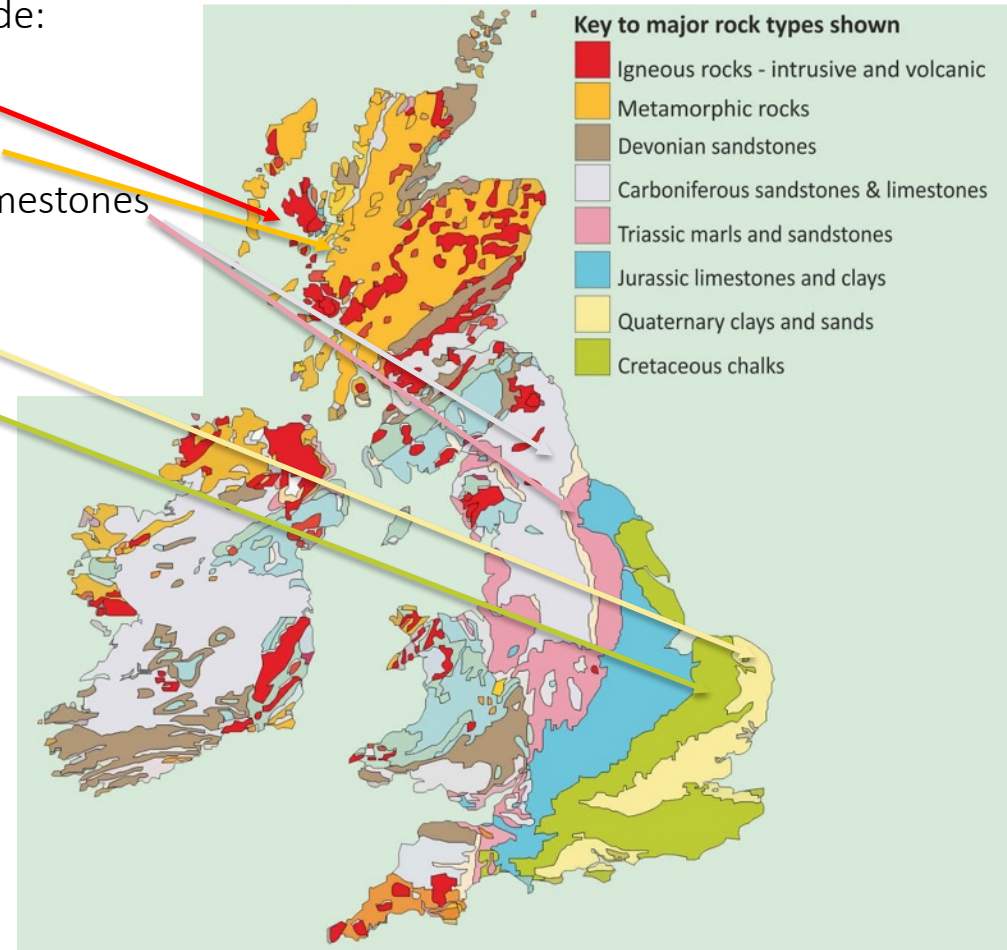 de:
mestones
Key to major rock types shown
Igneous rocks - intrusive and volcanic
Metamorphic rocks
Devonian sandstones
Carboniferous sandstones & limestones
Triassic marls and sandstones
Jurassic limestones and clays
Quaternary clays and sands
Cretaceous chalks